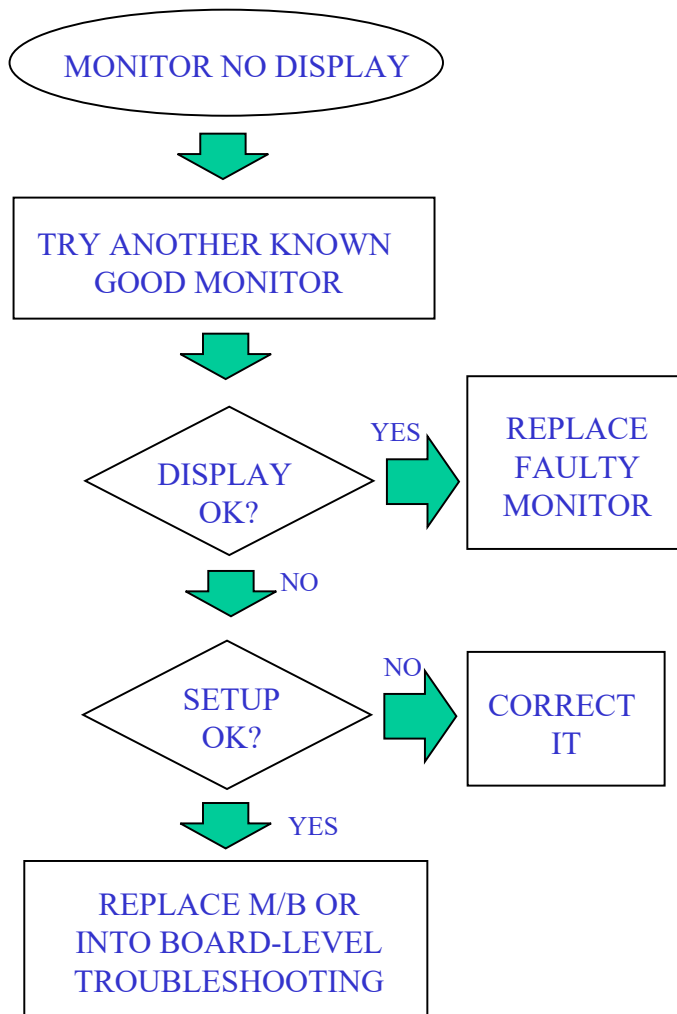 MONITOR NO DISPLAY
TRY ANOTHER KNOWN
GOOD MONITOR
DISPLAY
OK?
YES
REPLACE
FAULTY
MONITOR
NO
SETUP
OK?
NO
CORRECT
IT
YES
REPLACE M/B OR
INTO BOARD-LEVEL
TROUBLESHOOTING